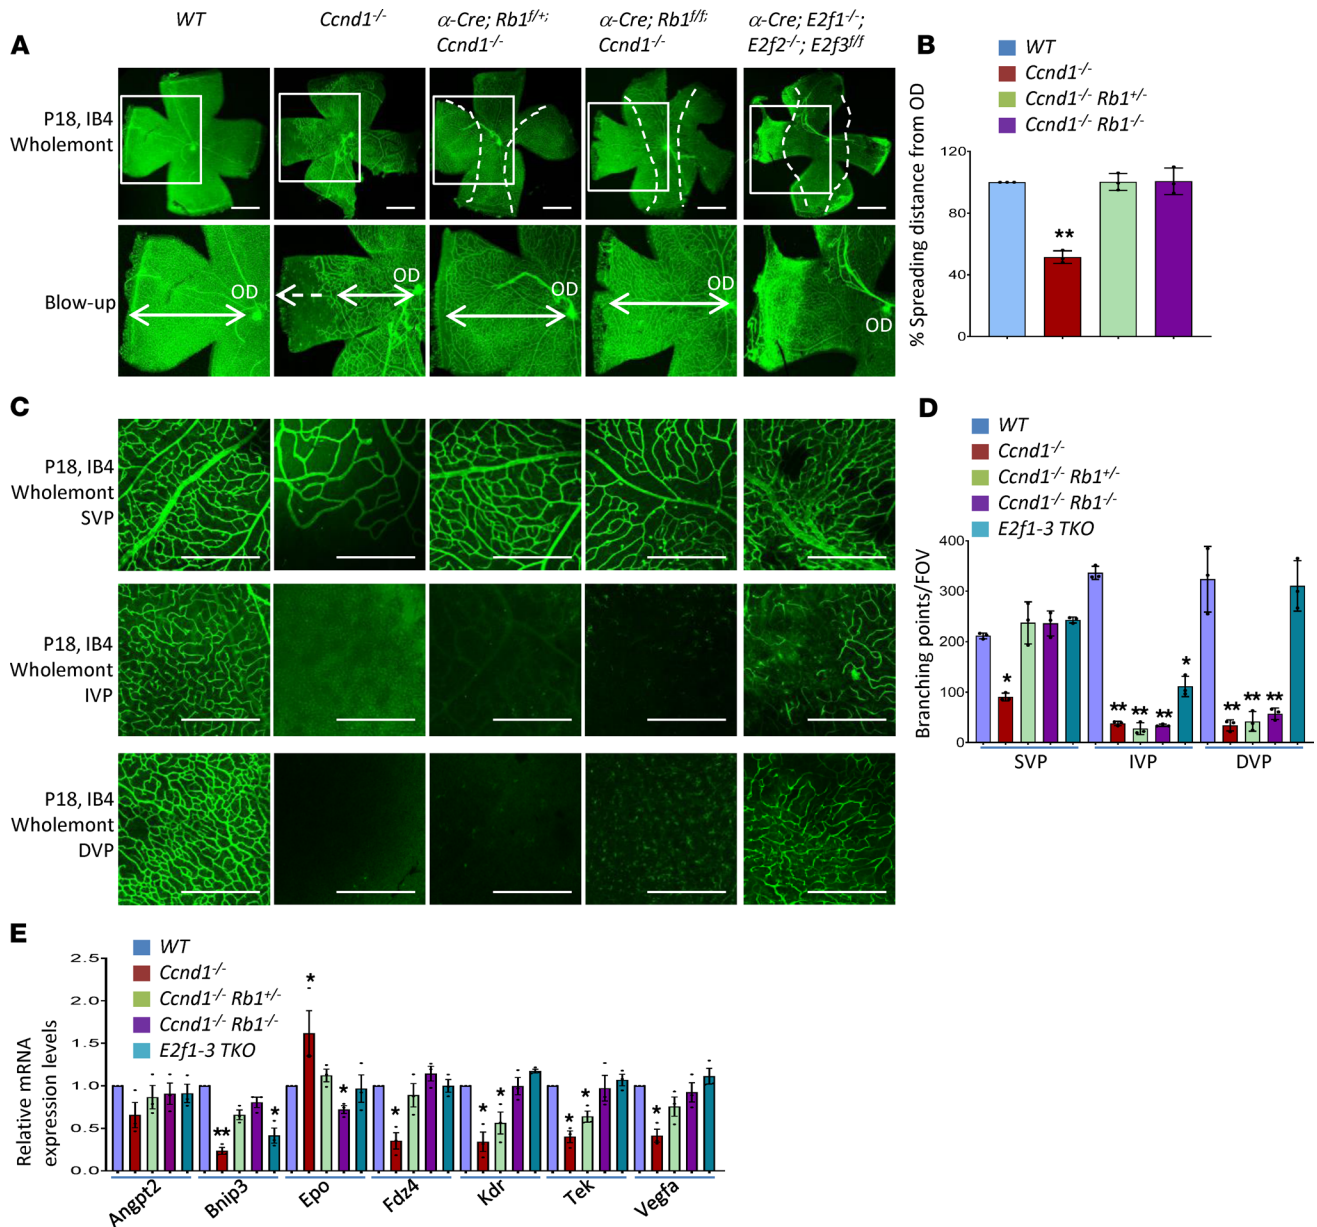 WT
Ccnd1-/-
α-Cre; Rb1f/+;
Ccnd1-/-
α-Cre; Rb1f/f;
Ccnd1-/-
α-Cre; E2f1-/-;
E2f2-/-; E2f3f/f
A
P18, IB4
Wholemont
Blow-up
OD
OD
OD
OD
OD
B
WT
Ccnd1-/-
Ccnd1-/- Rb1+/-
Ccnd1-/- Rb1-/-
% Spreading distance from OD
120
80
40
0
**
C
P18, IB4
Wholemont
SVP
P18, IB4
Wholemont
IVP
P18, IB4
Wholemont
DVP
D
WT
Ccnd1-/-
Ccnd1-/- Rb1+/-
Ccnd1-/- Rb1-/-
E2f1-3 TKO
Branching points/FOV
400
300
200
100
0
* ** ** ** * ** ** **
SVP IVP DVP
E
WT
Ccnd1-/-
Ccnd1-/- Rb1+/-
Ccnd1-/- Rb1-/-
E2f1-3 TKO
Relative mRNA
expression levels
2.5
2.0
1.5
1.0
0.5
0.0
** * * * * * * * * *
Angpt2 Bnip3 Epo Fdz4 Kdr Tek Vegfa